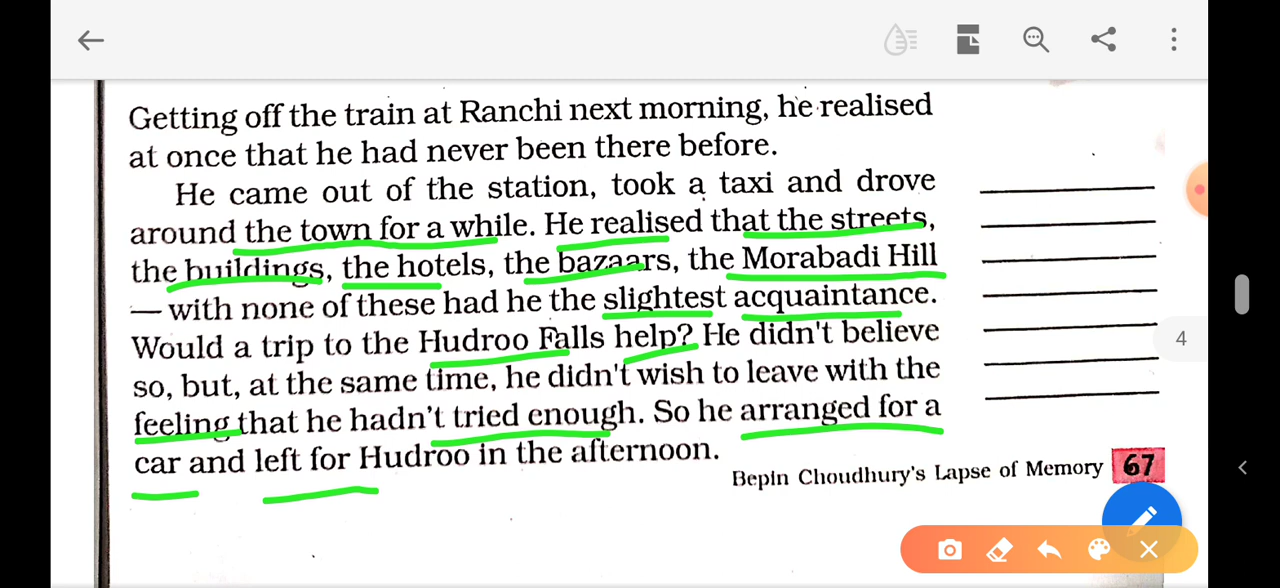 Getting off the train at Ranchi next morning, he realised
at once that he had never been there before.
He came out of the station, took a taxi and drove
around the town for a while. He realised that the streets,
the buildings, the hotels, the bazaars, the Morabadi Hill
— with none of these had he the slightest acquaintance.
Would a trip to the Hudroo Falls help? He didn't believe
so, but, at the same time, he didn't wish to leave with the
feeling that he hadn't tried enough. So he arranged for a
car and left for Hudroo in the afternoon.
Bepin Choudhury's Lapse of Memory 67
4